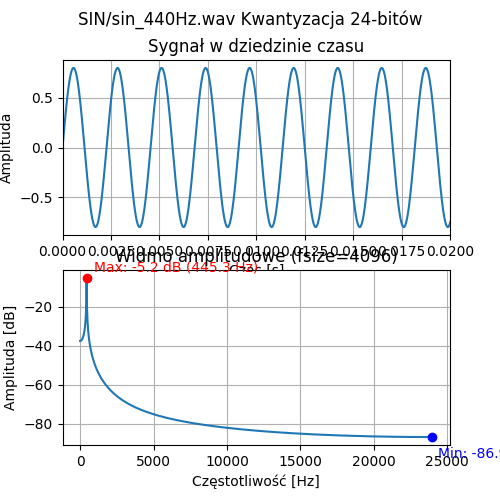 SIN/sin_440Hz.wav Kwantyzacja 24-bitów
Sygnał w dziedzinie czasu
Amplituda
0.5
0.0
−0.5
0.0000 0.0025 0.0050 0.0075 0.0100 0.0125 0.0150 0.0175 0.0200
Czas [s]
Widmo amplitudowe (fsize=4096)
Max: -5.2 dB (445.3 Hz)
Amplituda [dB]
−20
−40
−60
−80
0 5000 10000 15000 20000 25000
Min: -86.
Częstotliwość [Hz]